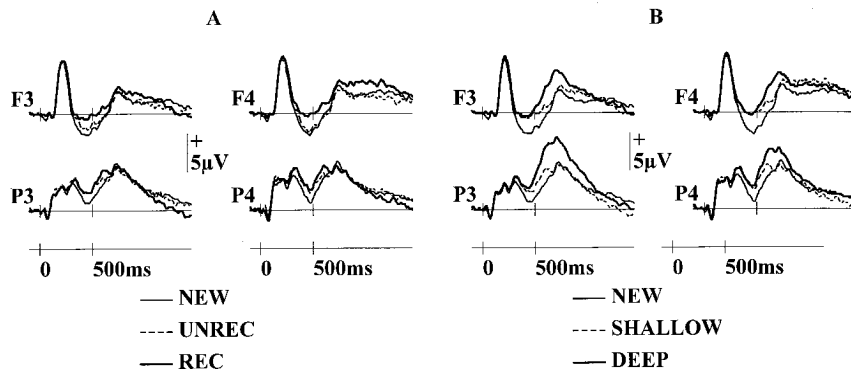 A
B
F3
F4
F3
F4
+
5μV
+
5μV
P3
P4
P3
P4
0 500ms
0 500ms
0 500ms
0 500ms
NEW
UNREC
REC
NEW
SHALLOW
DEEP